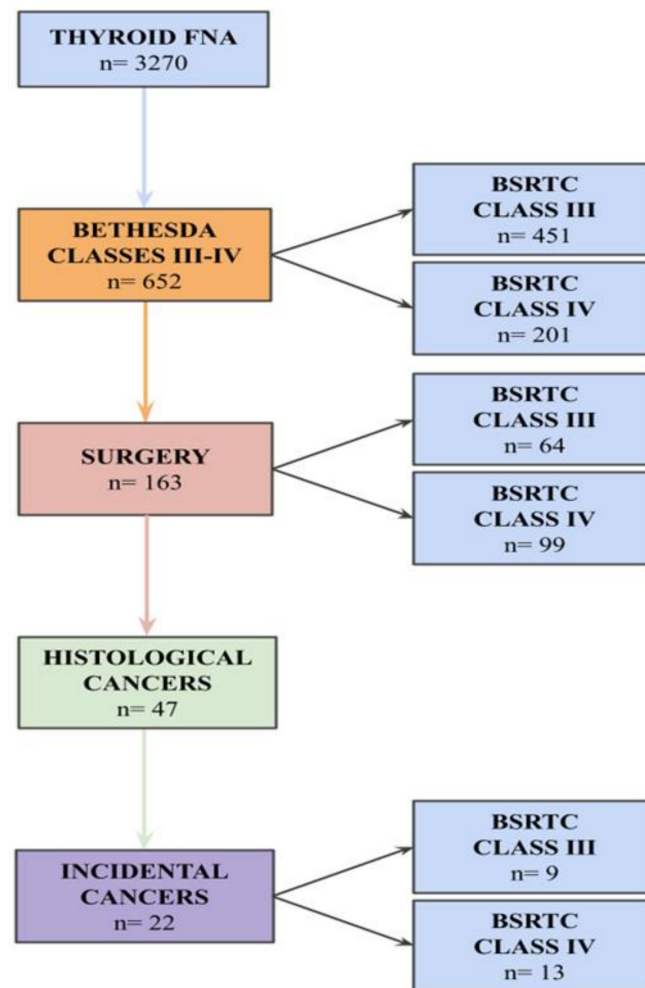 THYROID FNA
n= 3270
BSRTC
CLASS III
n= 451
BETHESDA
CLASSES III-IV
n= 652
BSRTC
CLASS IV
n= 201
BSRTC
CLASS III
n= 64
SURGERY
n= 163
BSRTC
CLASS IV
n= 99
HISTOLOGICAL
CANCERS
n= 47
BSRTC
CLASS III
n= 9
INCIDENTAL
CANCERS
n= 22
BSRTC
CLASS IV
n= 13